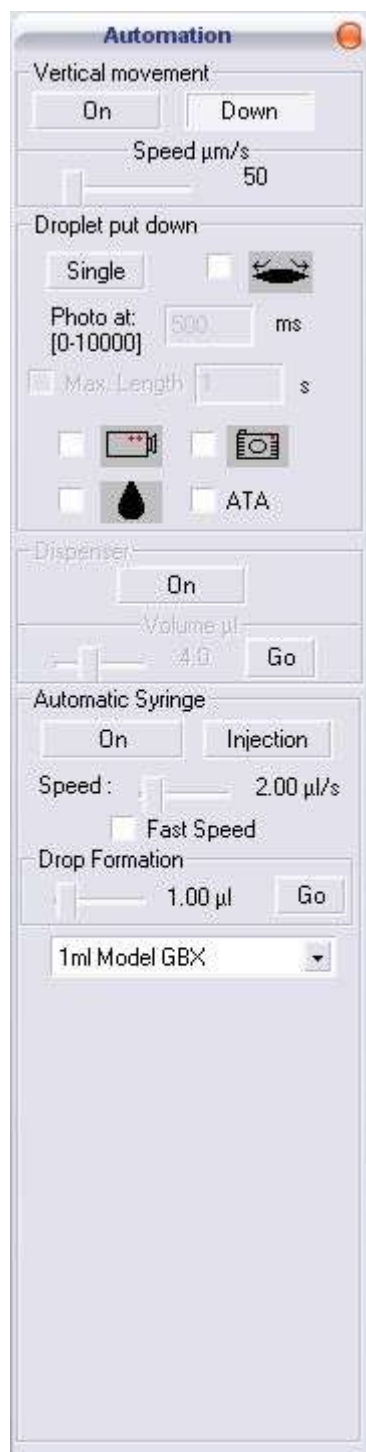 Automation
Vertical movement
On Down
Speed µm/s
50
Droplet put down
Single
Photo at: 500 ms
[0-10000]
Max. Length 1 s
ATA
Dispenser
On
Volume µl
4.0 Go
Automatic Syringe
On Injection
Speed : 2.00 µl/s
Fast Speed
Drop Formation
1.00 µl Go
1ml Model GBX